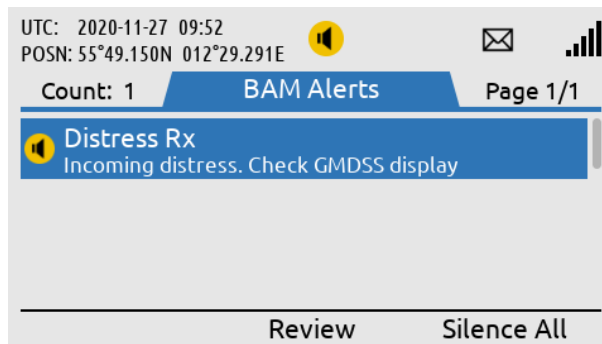 UTC: 2020-11-27 09:52
POSN: 55°49.150N 012°29.291E
Count: 1 BAM Alerts Page 1/1
Distress Rx
Incoming distress. Check GMDSS display
Review Silence All